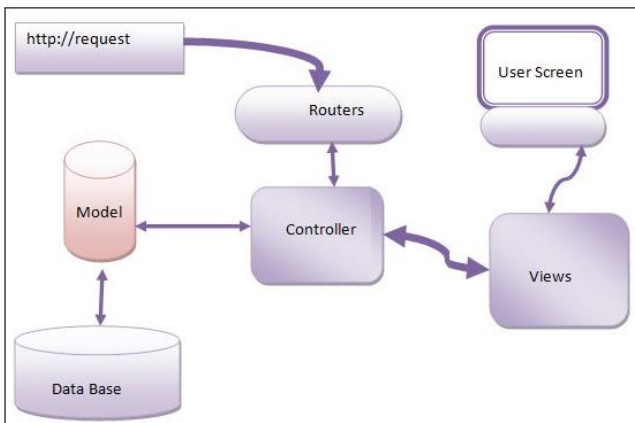 http://request
User Screen
Routers
Model
Controller
Views
Data Base